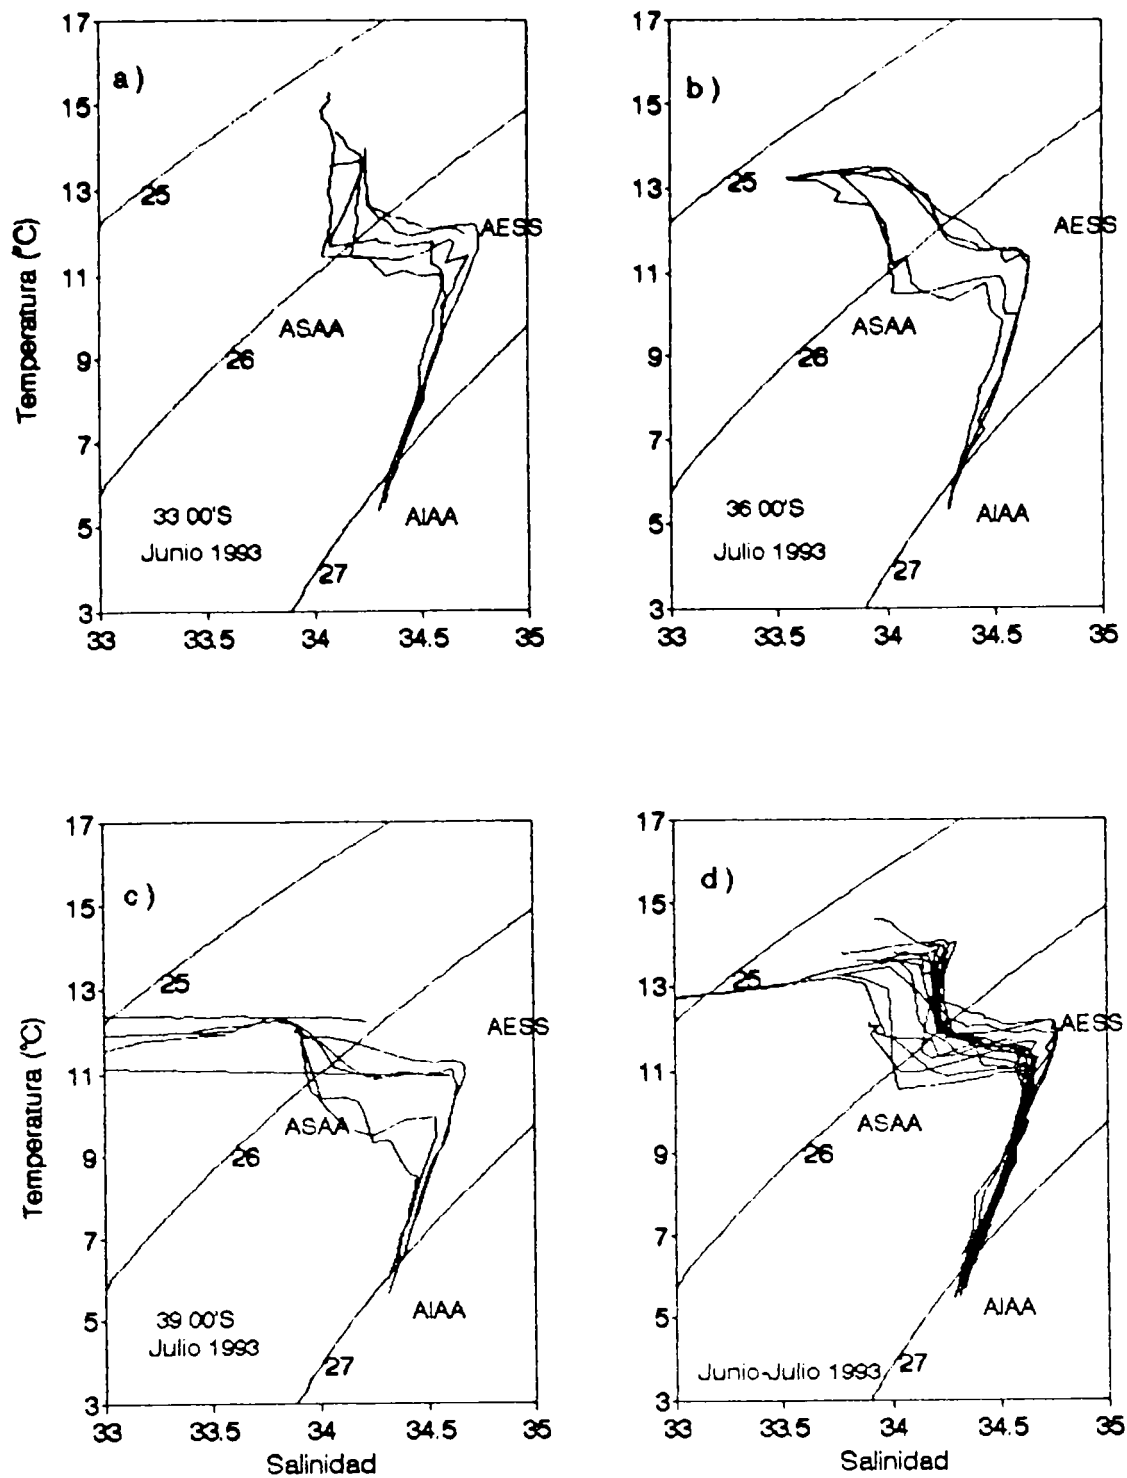 17
a)
15
25
13
AESS
11
ASAA
26
9
7
33 00'S
AIAA
5
Junio 1993
27
3
33
33.5
34
34.5
35
Temperatura (°C)
17
b)
15
25
13
AESS
11
ASAA
26
9
7
36 00'S
AIAA
5
Julio 1993
27
3
33
33.5
34
34.5
35
17
c)
15
25
13
AESS
11
ASAA
26
9
7
39 00'S
AIAA
5
Julio 1993
27
3
33
33.5
34
34.5
35
Temperatura (°C)
Salinidad
17
d)
15
25
13
AESS
11
ASAA
26
9
7
AIAA
5
Junio-Julio 1993
27
3
33
33.5
34
34.5
35
Salinidad